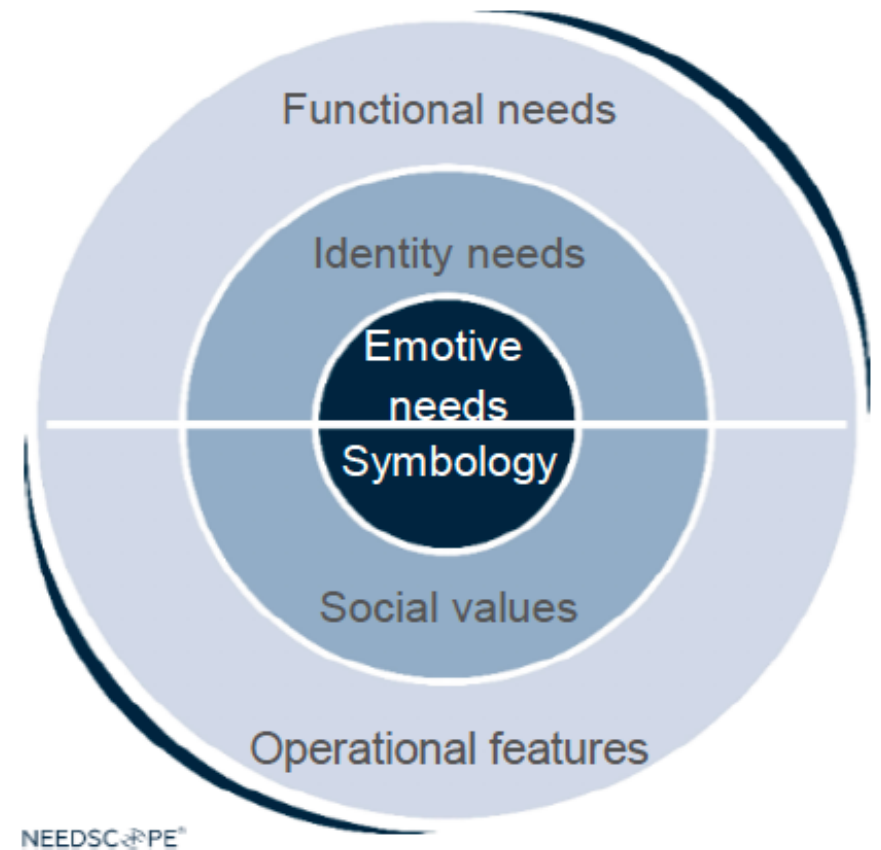 Functional needs
Identity needs
Emotive
needs
Symbology
Social values
Operational features
NEEDSCOPE®